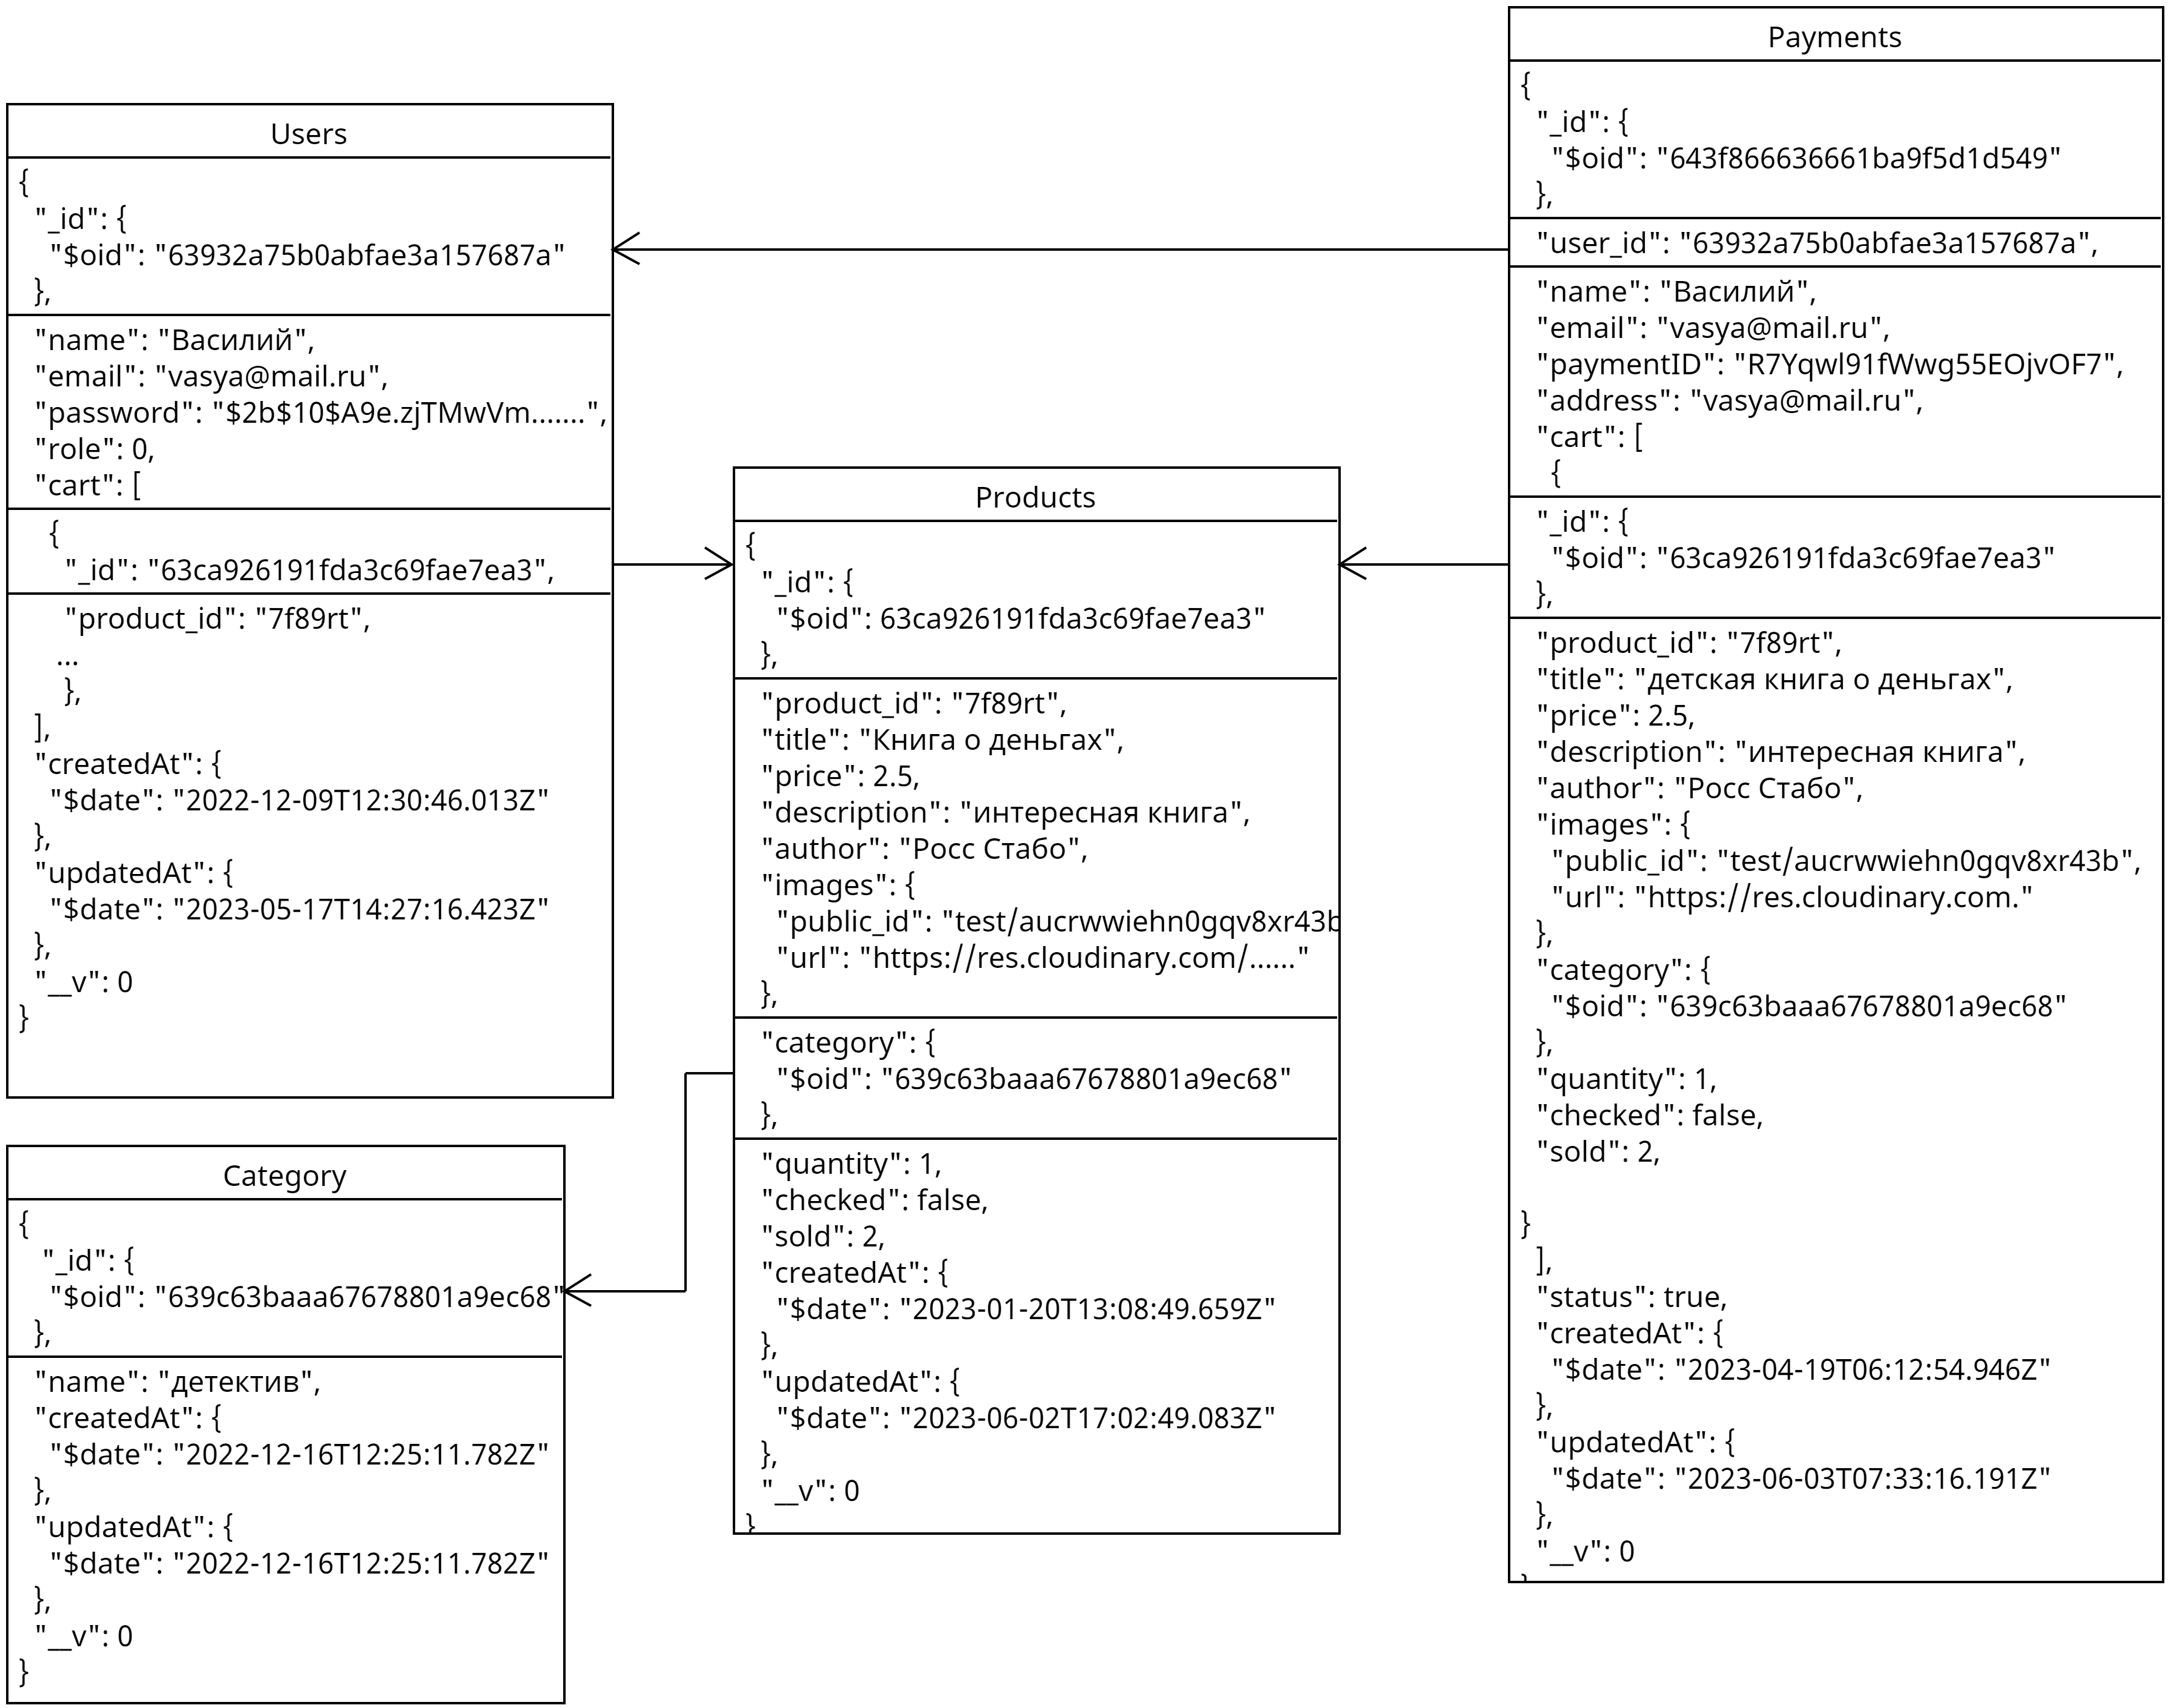 Users
{
"_id": {
"$oid": "63932a75b0abfae3a157687a"
},
"name": "Василий",
"email": "vasya@mail.ru",
"password": "$2b$10$A9e.zjTMwVm.......",
"role": 0,
"cart": [
{
"_id": "63ca926191fda3c69fae7ea3",
"product_id": "7f89rt",
...
},
],
"createdAt": {
"$date": "2022-12-09T12:30:46.013Z"
},
"updatedAt": {
"$date": "2023-05-17T14:27:16.423Z"
},
"__v": 0
}
Category
{
"_id": {
"$oid": "639c63baaa67678801a9ec68"
},
"name": "детектив",
"createdAt": {
"$date": "2022-12-16T12:25:11.782Z"
},
"updatedAt": {
"$date": "2022-12-16T12:25:11.782Z"
},
"__v": 0
}
Products
{
"_id": {
"$oid": 63ca926191fda3c69fae7ea3"
},
"product_id": "7f89rt",
"title": "Книга о деньгах",
"price": 2.5,
"description": "интересная книга",
"author": "Росс Стабо",
"images": {
"public_id": "test/aucrwwiehn0gqv8xr43b
"url": "https://res.cloudinary.com/......"
},
"category": {
"$oid": "639c63baaa67678801a9ec68"
},
"quantity": 1,
"checked": false,
"sold": 2,
"createdAt": {
"$date": "2023-01-20T13:08:49.659Z"
},
"updatedAt": {
"$date": "2023-06-02T17:02:49.083Z"
},
"__v": 0
}
Payments
{
"_id": {
"$oid": "643f866636661ba9f5d1d549"
},
"user_id": "63932a75b0abfae3a157687a",
"name": "Василий",
"email": "vasya@mail.ru",
"paymentID": "R7Yqwl91fWwg55EOjvOF7",
"address": "vasya@mail.ru",
"cart": [
{
"_id": {
"$oid": "63ca926191fda3c69fae7ea3"
},
"product_id": "7f89rt",
"title": "детская книга о деньгах",
"price": 2.5,
"description": "интересная книга",
"author": "Росс Стабо",
"images": {
"public_id": "test/aucrwwiehn0gqv8xr43b",
"url": "https://res.cloudinary.com."
},
"category": {
"$oid": "639c63baaa67678801a9ec68"
},
"quantity": 1,
"checked": false,
"sold": 2,
}
],
"status": true,
"createdAt": {
"$date": "2023-04-19T06:12:54.946Z"
},
"updatedAt": {
"$date": "2023-06-03T07:33:16.191Z"
},
"__v": 0
}